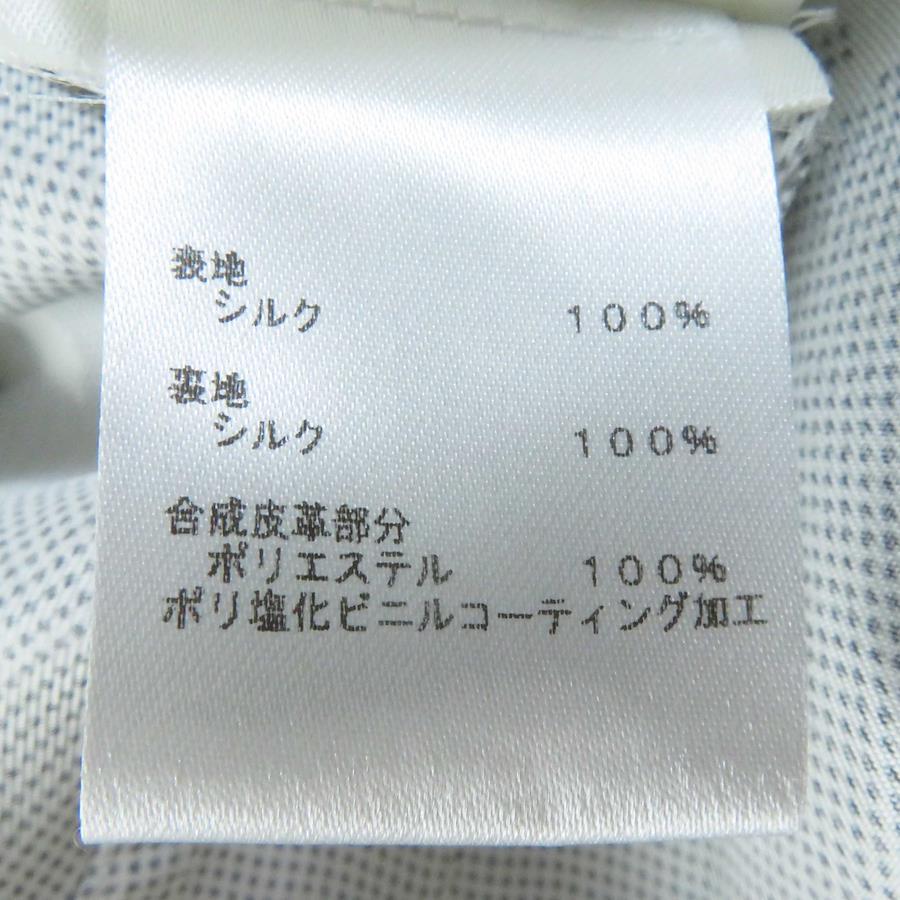 表地
シルク １００％
裏地
シルク １００％
合成皮革部分
ポリエステル １００％
ポリ塩化ビニルコーティング加工